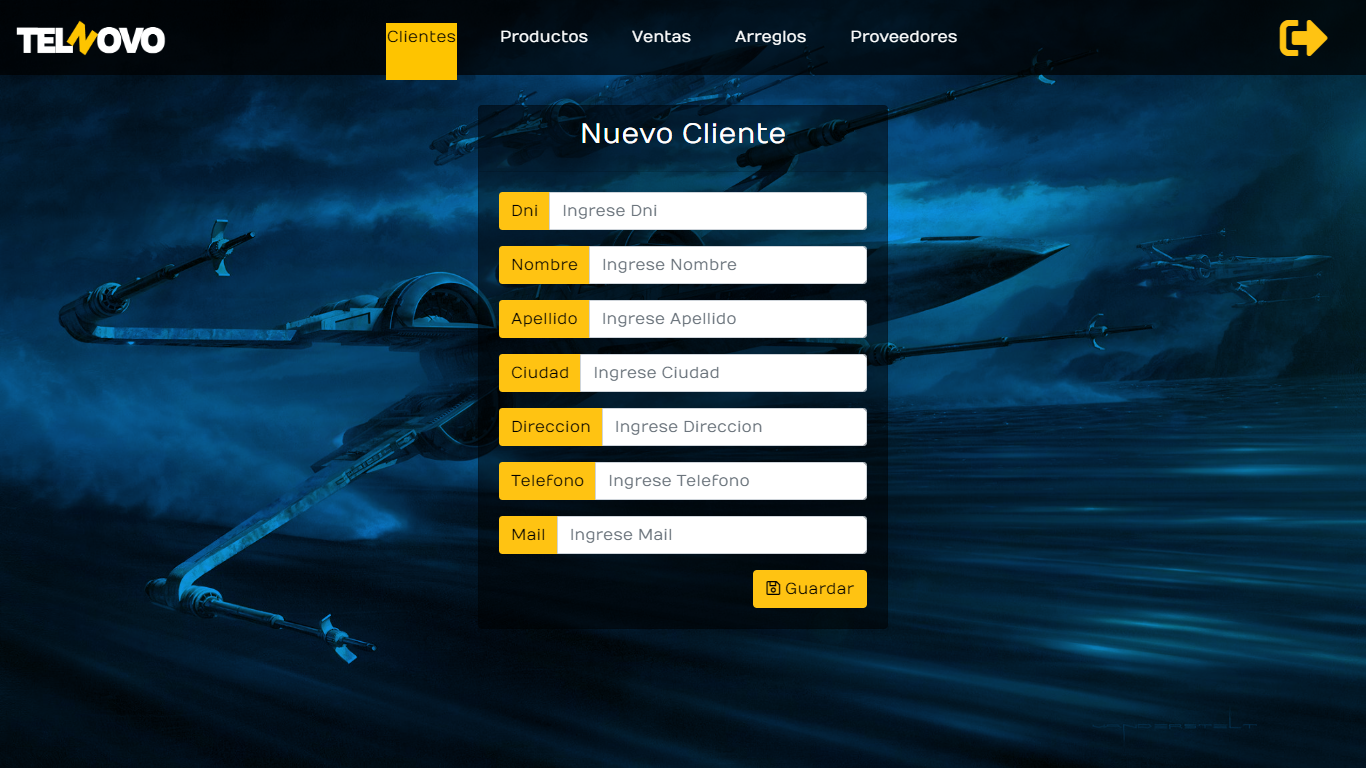 TELNOVO
Clientes Productos Ventas Arreglos Proveedores
Nuevo Cliente
Dni Ingrese Dni
Nombre Ingrese Nombre
Apellido Ingrese Apellido
Ciudad Ingrese Ciudad
Direccion Ingrese Direccion
Telefono Ingrese Telefono
Mail Ingrese Mail
Guardar